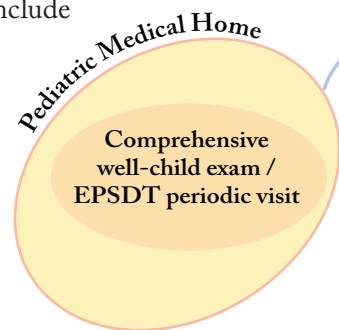 nclude
Pediatric Medical Home
Comprehensive
well-child exam /
EPSDT periodic visit